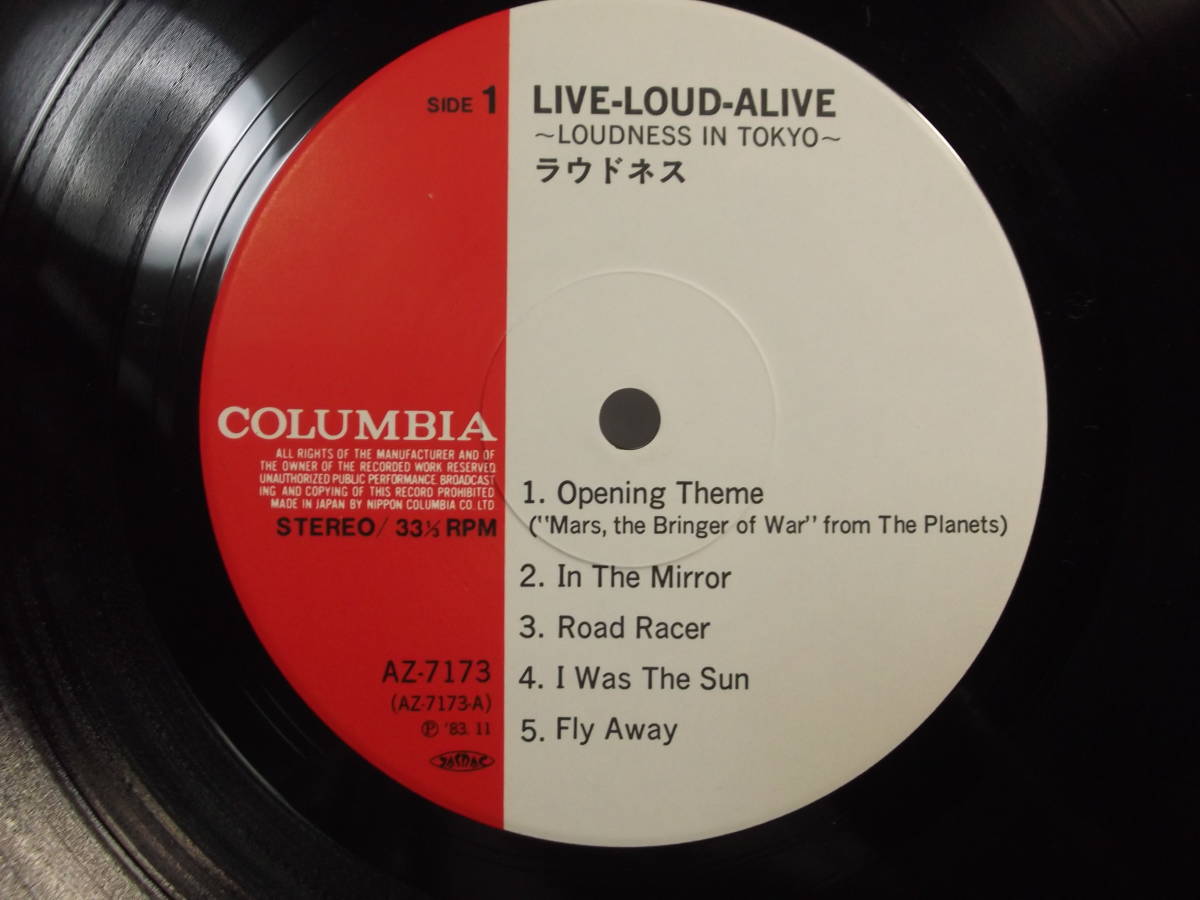 SIDE 1
LIVE-LOUD-ALIVE
~LOUDNESS IN TOKYO~
ラウドネス
COLUMBIA
ALL RIGHTS OF THE MANUFACTURER AND OF
THE OWNER OF THE RECORDED WORK RESERVED
UNAUTHORIZED PUBLIC PERFORMANCE. BROADCAST
ING AND COPYING OF THIS RECORD PROHIBITED
MADE IN JAPAN BY NIPPON COLUMBIA CO. LTD
STEREO/ 33⅓ RPM
1. Opening Theme
("Mars, the Bringer of War" from The Planets)
2. In The Mirror
3. Road Racer
4. I Was The Sun
5. Fly Away
AZ-7173
(AZ-7173-A)
℗ '83. 11
JASRAC